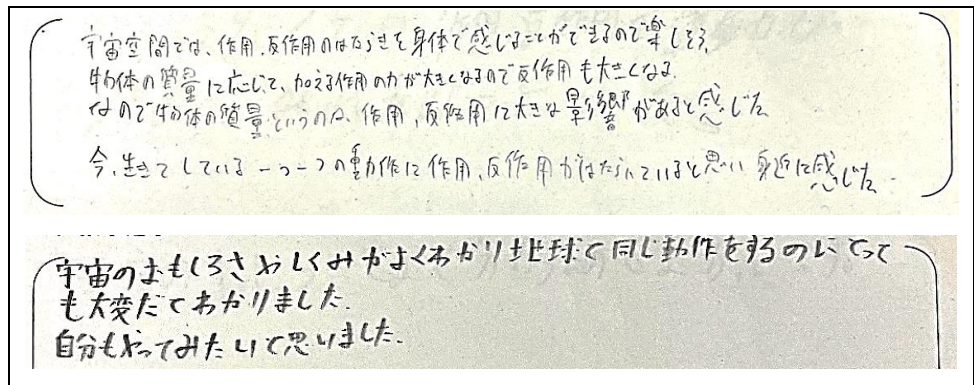 宇宙空間では、作用、反作用のはたらきを身体で感じることができるので楽しそう。
物体の質量に応じて、加える作用の力が大きくなるので反作用も大きくなる。
なので物体の質量というのは、作用、反作用に大きな影響があると感じた
今、生きてしている一つ一つの動作に作用、反作用がはたらいていると思い身近に感じた。
宇宙のおもしろさやしくみがよくわかり地球と同じ動作をするのにとって
も大変だとわかりました。
自分もやってみたいと思いました。